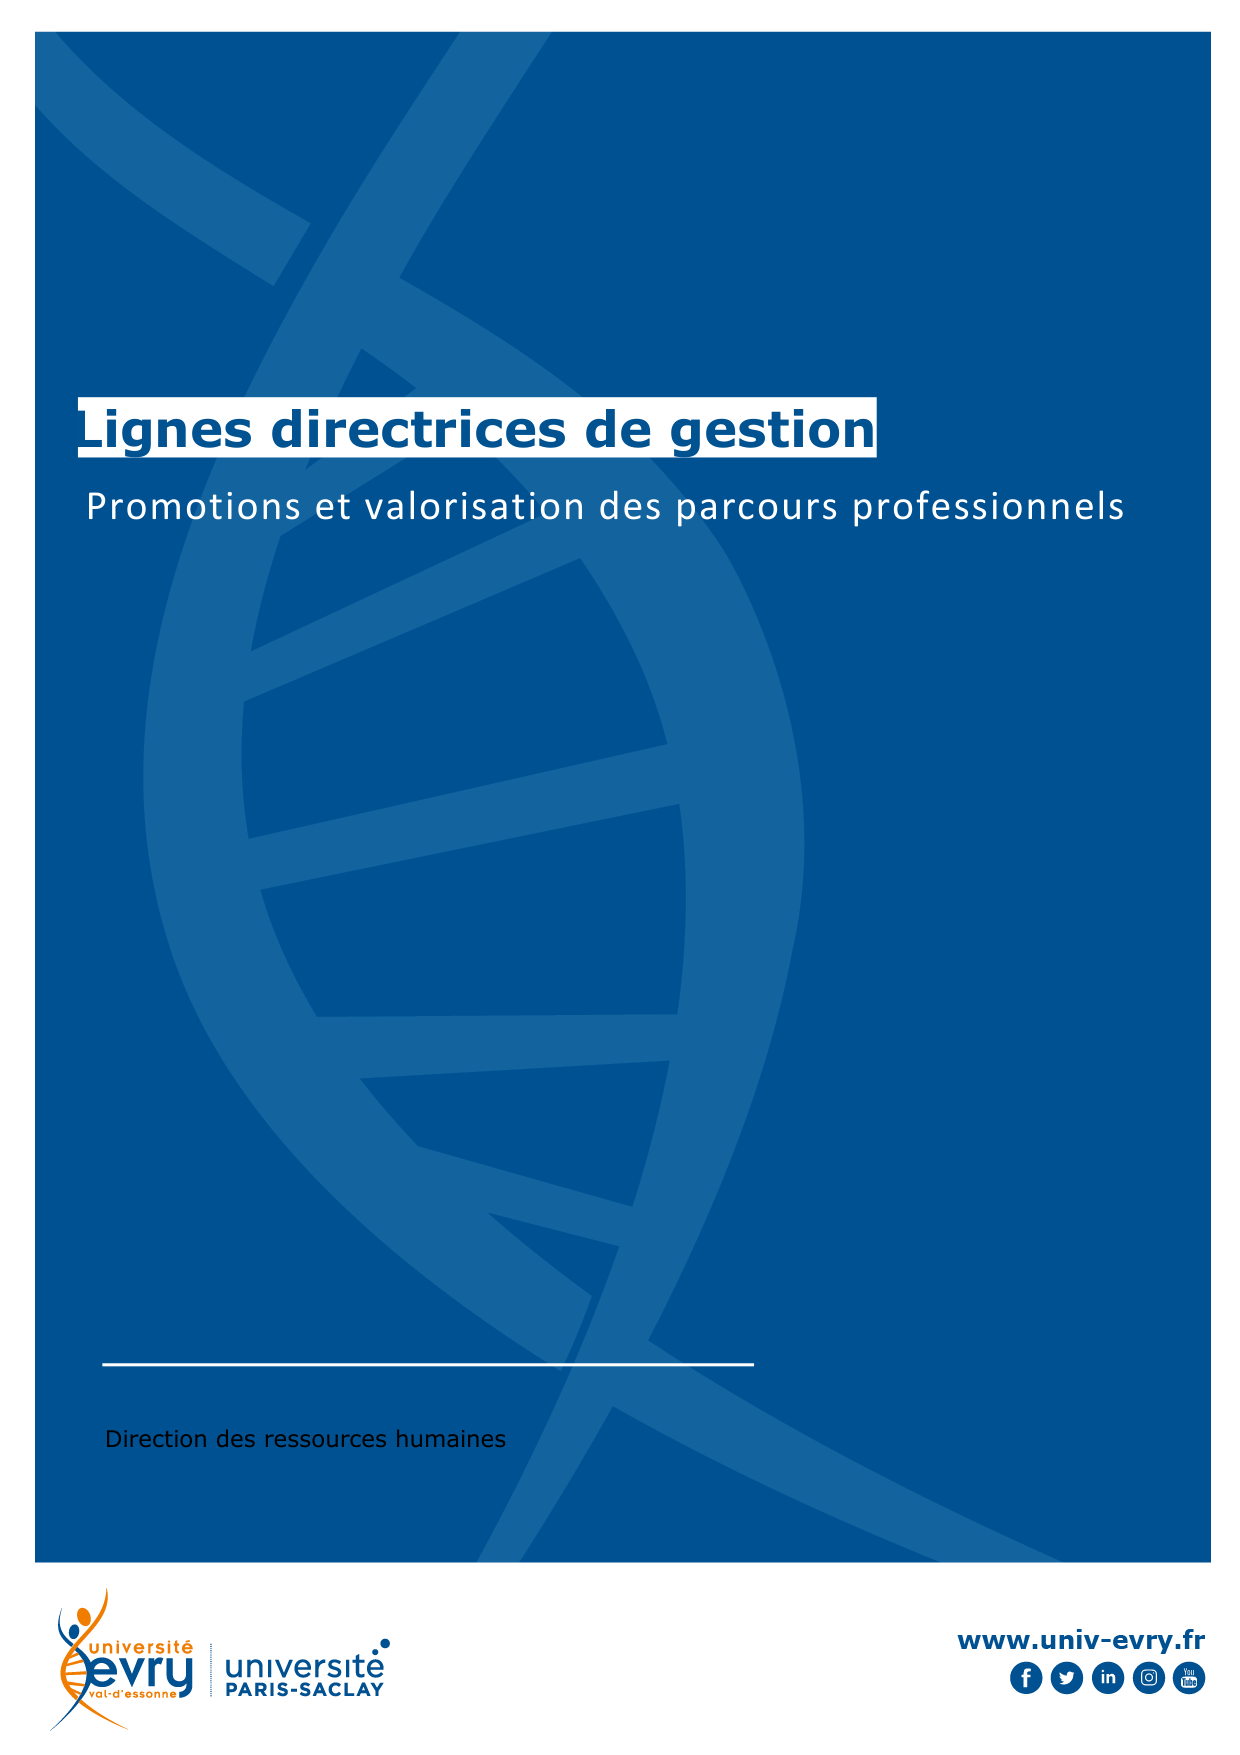 Lignes directrices de gestion
Promotions et valorisation des parcours professionnels
Direction des ressources humaines
université
evry
val-d'essonne
université
PARIS-SACLAY
www.univ-evry.fr
f
in
You
Tube